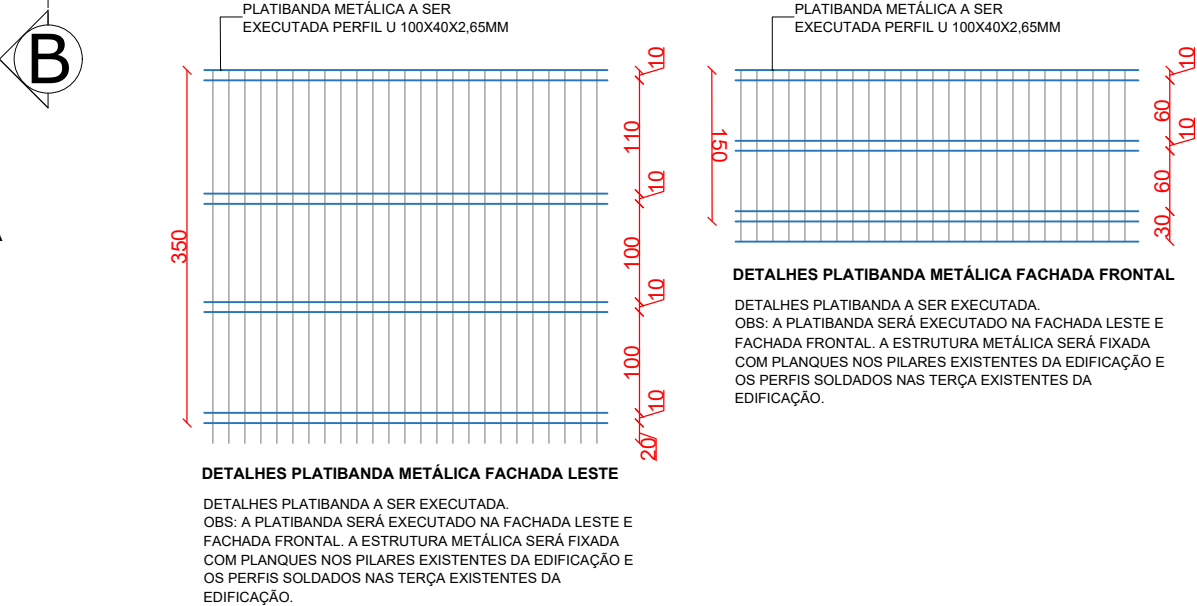 B
PLATIBANDA METÁLICA A SER
EXECUTADA PERFIL U 100X40X2,65MM
350
10
110
10
100
10
100
10
20
DETALHES PLATIBANDA METÁLICA FACHADA LESTE
DETALHES PLATIBANDA A SER EXECUTADA.
OBS: A PLATIBANDA SERÁ EXECUTADO NA FACHADA LESTE E
FACHADA FRONTAL. A ESTRUTURA METÁLICA SERÁ FIXADA
COM PLANQUES NOS PILARES EXISTENTES DA EDIFICAÇÃO E
OS PERFIS SOLDADOS NAS TERÇA EXISTENTES DA
EDIFICAÇÃO.
PLATIBANDA METÁLICA A SER
EXECUTADA PERFIL U 100X40X2,65MM
150
10
60
10
60
30
DETALHES PLATIBANDA METÁLICA FACHADA FRONTAL
DETALHES PLATIBANDA A SER EXECUTADA.
OBS: A PLATIBANDA SERÁ EXECUTADO NA FACHADA LESTE E
FACHADA FRONTAL. A ESTRUTURA METÁLICA SERÁ FIXADA
COM PLANQUES NOS PILARES EXISTENTES DA EDIFICAÇÃO E
OS PERFIS SOLDADOS NAS TERÇA EXISTENTES DA
EDIFICAÇÃO.